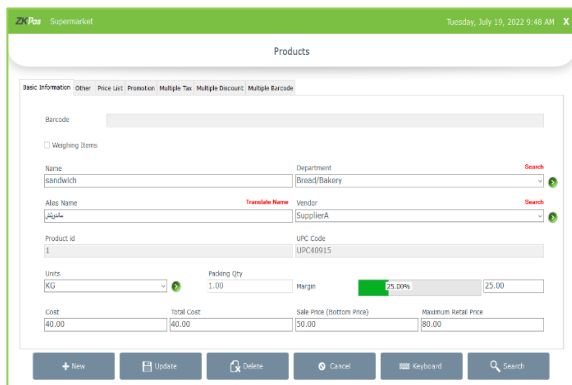 ZKPos Supermarket Tuesday, July 19, 2022 9:48 AM X
Products
Basic Information Other Price List Promotion Multiple Tax Multiple Discount Multiple Barcode
Barcode
Weighing Items
Name Department Search
sandwich Bread/Bakery
Alies Name Translate Name Vendor Search
ساندويتش SupplierA
Product id UPC Code
1 UPC40915
Units Packing Qty
KG 1.00 Margin 25.00% 25.00
Cost Total Cost Sale Price (Bottom Price) Maximum Retail Price
40.00 40.00 50.00 80.00
New Update Delete Cancel Keyboard Search